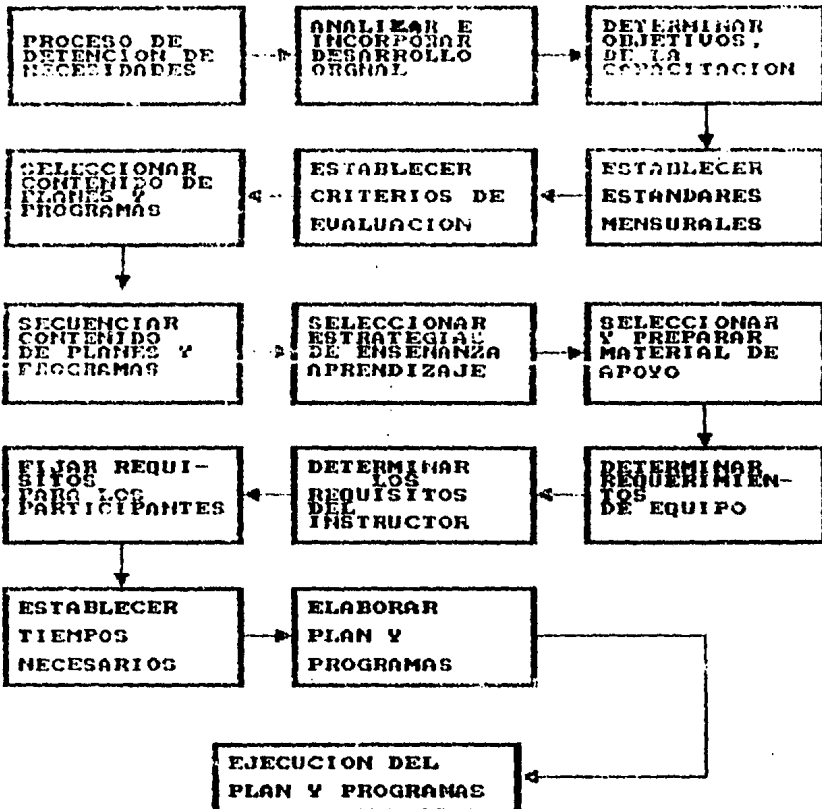 PROCESO DE
DETENCION DE
NECESIDADES
ANALIZAR E
INCORPORAR
DESARROLLO
ORGNAL
DETERMINAR
OBJETIVOS,
DE LA
CAPACITACION
ESTABLECER
ESTANDARES
MENSURALES
ESTABLECER
CRITERIOS DE
EVALUACION
SELECCIONAR
CONTENIDO DE
PLANES Y
PROGRAMAS
SECUENCIAR
CONTENIDO
DE PLANES Y
PROGRAMAS
SELECCIONAR
ESTRATEGIAS
DE ENSEÑANZA
APRENDIZAJE
SELECCIONAR
Y PREPARAR
MATERIAL DE
APOYO
DETERMINAR
REQUERIMIEN-
TOS
DE EQUIPO
DETERMINAR
LOS
REQUISITOS
DEL
INSTRUCTOR
FIJAR REQUI-
SITOS
PARA LOS
PARTICIPANTES
ESTABLECER
TIEMPOS
NECESARIOS
ELABORAR
PLAN Y
PROGRAMAS
EJECUCION DEL
PLAN Y PROGRAMAS